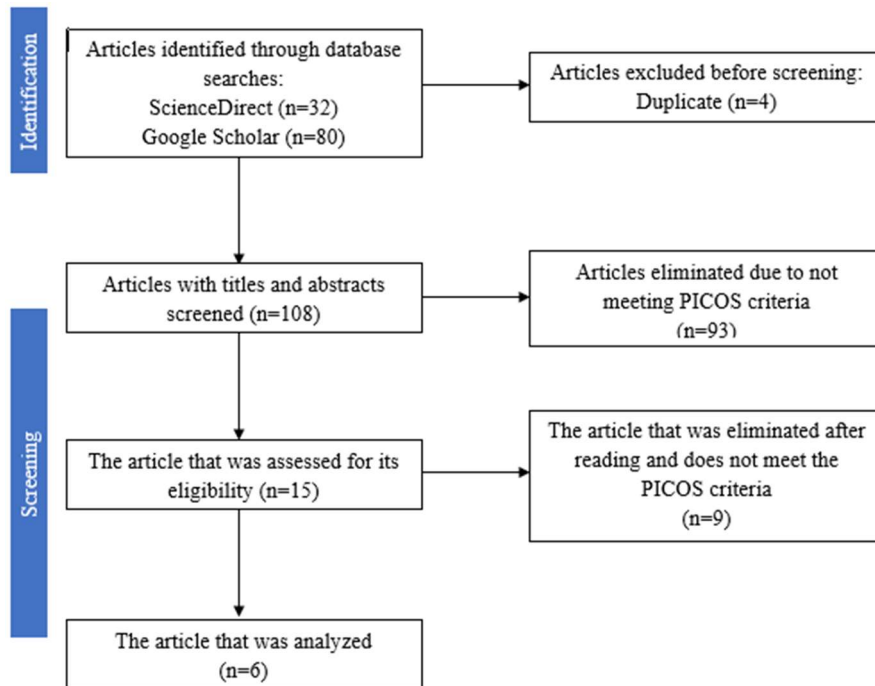 Identification
Articles identified through database
searches:
ScienceDirect (n=32)
Google Scholar (n=80)
Articles excluded before screening:
Duplicate (n=4)
Screening
Articles with titles and abstracts
screened (n=108)
Articles eliminated due to not
meeting PICOS criteria
(n=93)
The article that was assessed for its
eligibility (n=15)
The article that was eliminated after
reading and does not meet the
PICOS criteria
(n=9)
The article that was analyzed
(n=6)